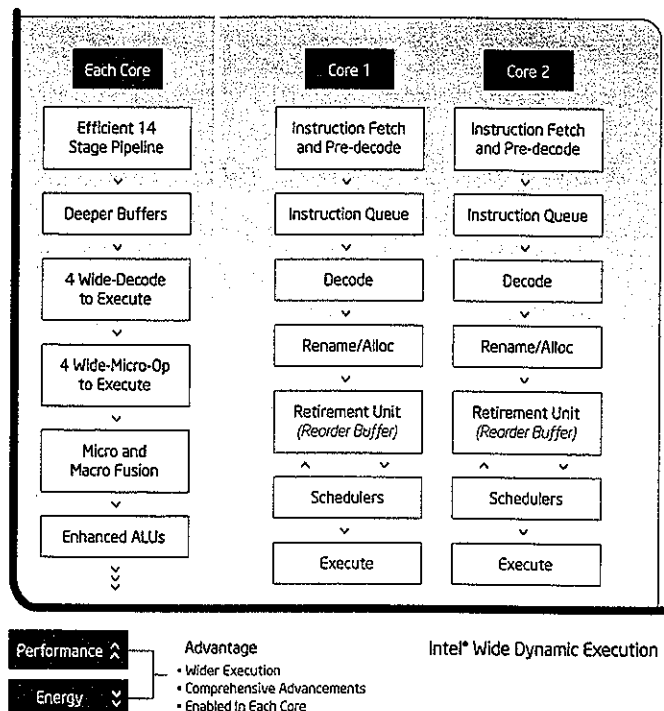 Each Core
Efficient 14
Stage Pipeline
Deeper Buffers
4 Wide-Decode
to Execute
4 Wide-Micro-Op
to Execute
Micro and
Macro Fusion
Enhanced ALUs
Core 1
Instruction Fetch
and Pre-decode
Instruction Queue
Decode
Rename/Alloc
Retirement Unit
(Reorder Buffer)
Schedulers
Execute
Core 2
Instruction Fetch
and Pre-decode
Instruction Queue
Decode
Rename/Alloc
Retirement Unit
(Reorder Buffer)
Schedulers
Execute
Performance
Energy
Advantage
• Wider Execution
• Comprehensive Advancements
• Enabled in Each Core
Intel® Wide Dynamic Execution